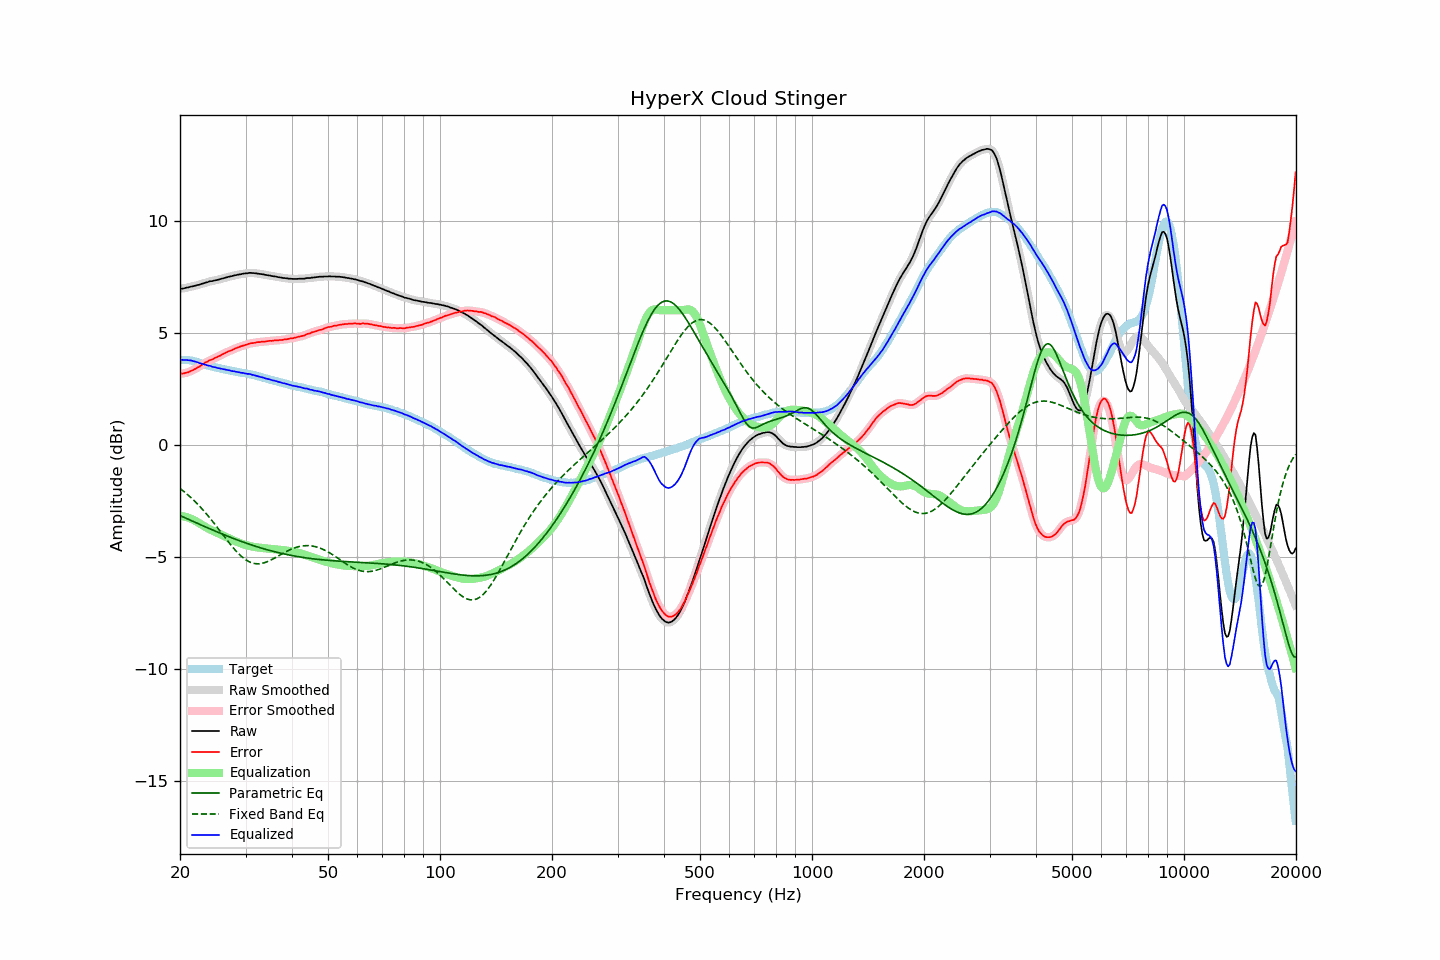 HyperX Cloud Stinger
Amplitude (dBr)
10
5
0
−5
−10
−15
Target
Raw Smoothed
Error Smoothed
Raw
Error
Equalization
Parametric Eq
Fixed Band Eq
Equalized
20 50 100 200 500 1000 2000 5000 10000 20000
Frequency (Hz)